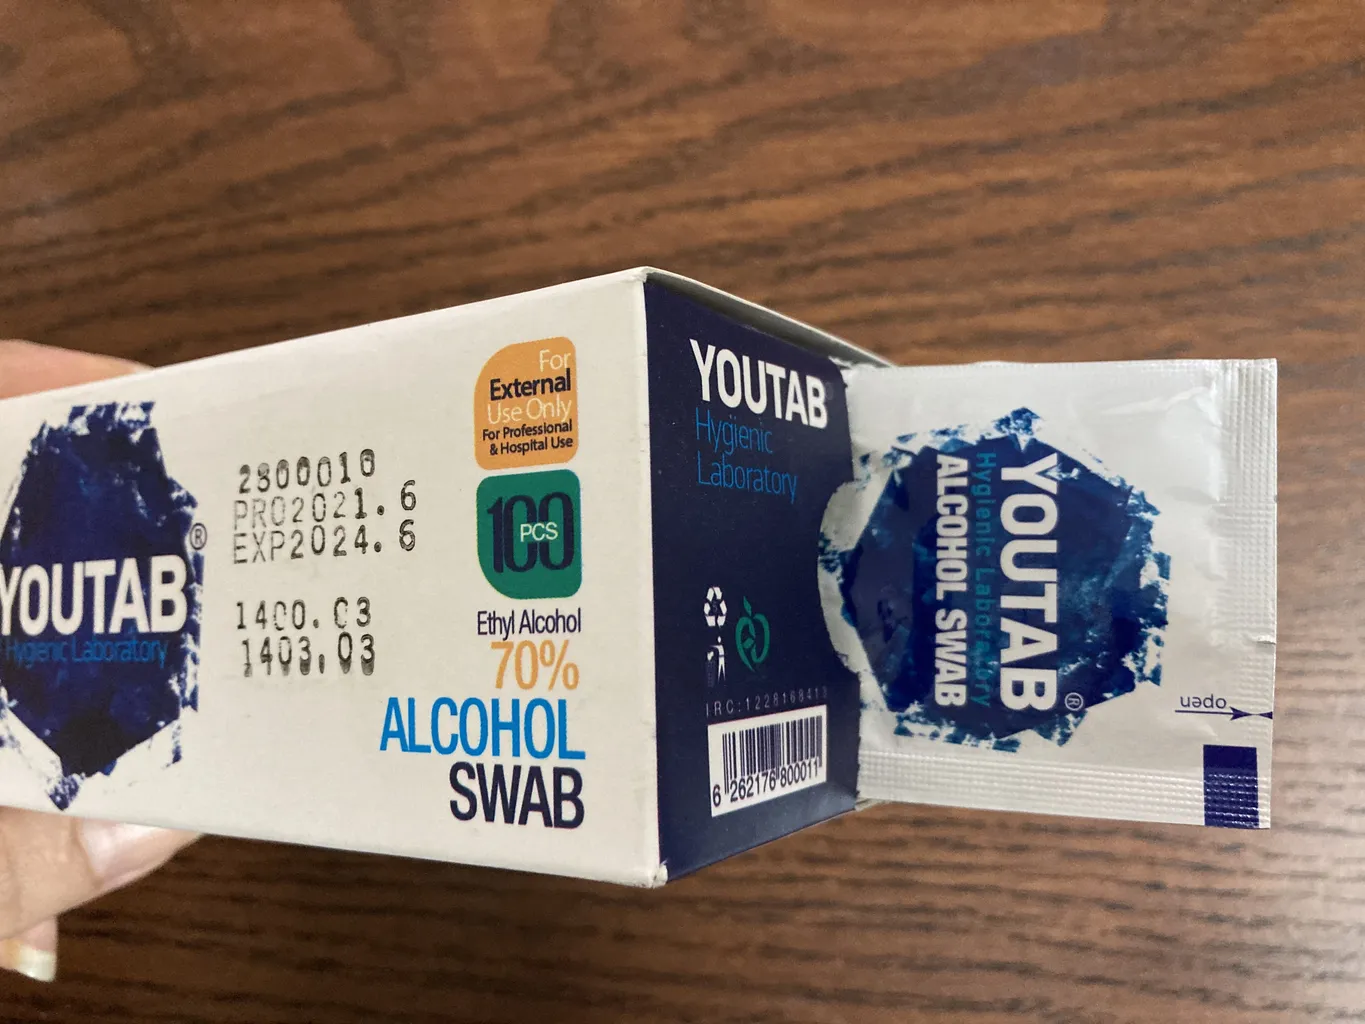 YOUTAB
®
Hygienic Laboratory
2800010
PRO2021.6
EXP2024.6
1400.03
1403.03
For
External
Use Only
For Professional
& Hospital Use
100
PCS
Ethyl Alcohol
70%
ALCOHOL
SWAB
YOUTAB
Hygienic
Laboratory
6 262176 800011
YOUTAB
®
Hygienic Laboratory
ALCOHOL SWAB
open